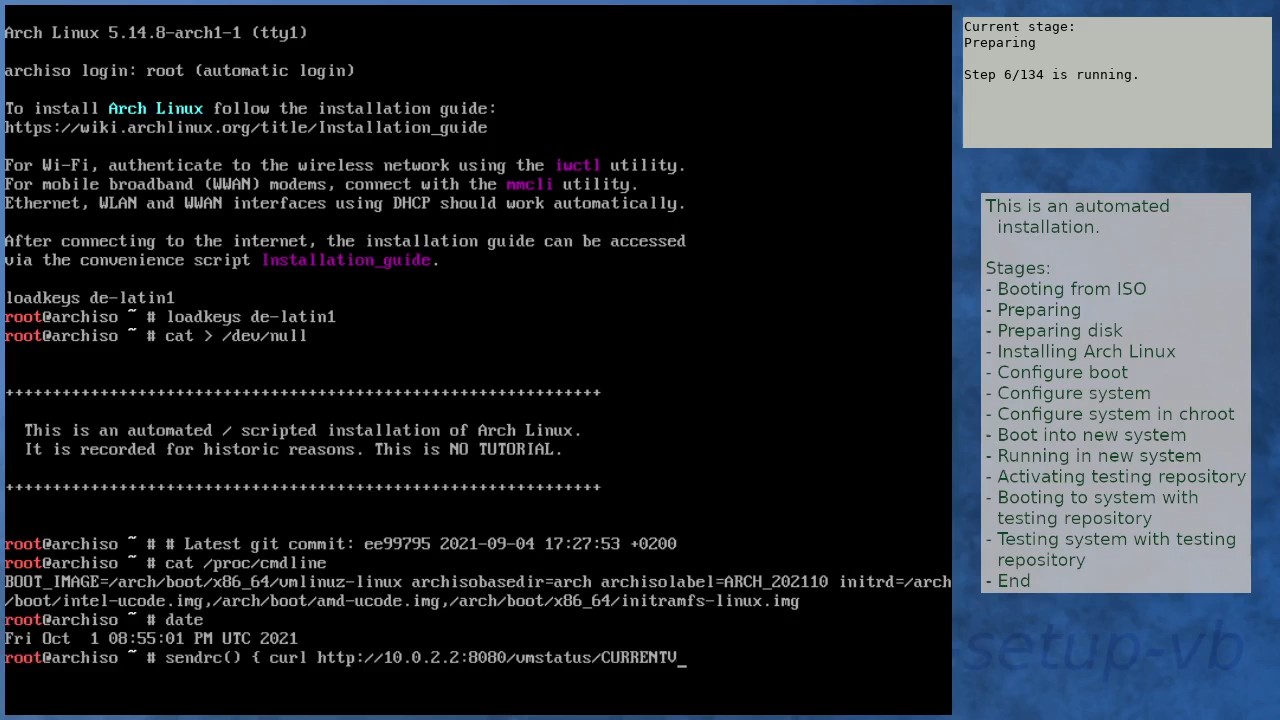 Arch Linux 5.14.8-arch1-1 (tty1)
archiso login: root (automatic login)
To install Arch Linux follow the installation guide:
https://wiki.archlinux.org/title/Installation_guide
For Wi-Fi, authenticate to the wireless network using the iwctl utility.
For mobile broadband (WWAN) modems, connect with the mmcli utility.
Ethernet, WLAN and WWAN interfaces using DHCP should work automatically.
After connecting to the internet, the installation guide can be accessed
via the convenience script Installation_guide.
loadkeys de-latin1
root@archiso ~ # loadkeys de-latin1
root@archiso ~ # cat > /dev/null
+++++++++++++++++++++++++++++++++++++++++++++++++++++++++++++++
This is an automated / scripted installation of Arch Linux.
It is recorded for historic reasons. This is NO TUTORIAL.
+++++++++++++++++++++++++++++++++++++++++++++++++++++++++++++++
root@archiso ~ # # Latest git commit: ee99795 2021-09-04 17:27:53 +0200
root@archiso ~ # cat /proc/cmdline
BOOT_IMAGE=/arch/boot/x86_64/vmlinuz-linux archisobasedir=arch archisolabel=ARCH_202110 initrd=/arch
/boot/intel-ucode.img,/arch/boot/amd-ucode.img,/arch/boot/x86_64/initramfs-linux.img
root@archiso ~ # date
Fri Oct  1 08:55:01 PM UTC 2021
root@archiso ~ # sendrc() { curl http://10.0.2.2:8080/vmstatus/CURRENTV_
Current stage:
Preparing
Step 6/134 is running.
This is an automated
installation.
Stages:
- Booting from ISO
- Preparing
- Preparing disk
- Installing Arch Linux
- Configure boot
- Configure system
- Configure system in chroot
- Boot into new system
- Running in new system
- Activating testing repository
- Booting to system with
testing repository
- Testing system with testing
repository
- End
setup-vb